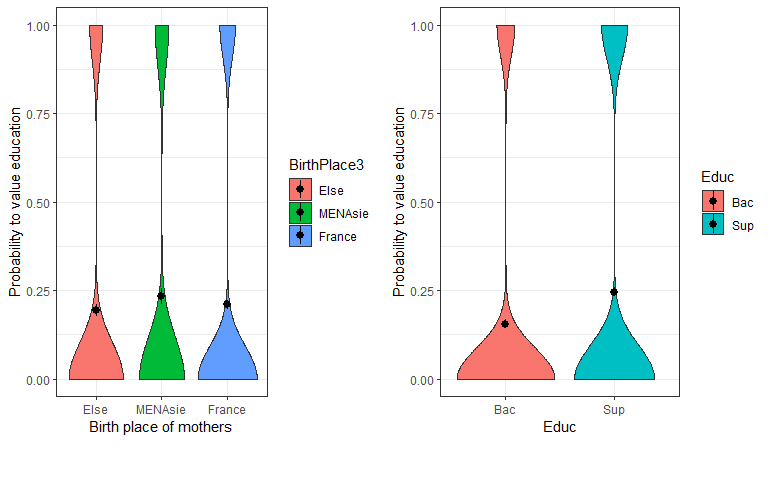 Probability to value education
1.00
0.75
0.50
0.25
0.00
Else MENAsie France
Birth place of mothers
BirthPlace3
Else
MENAsie
France
Probability to value education
1.00
0.75
0.50
0.25
0.00
Bac Sup
Educ
Educ
Bac
Sup